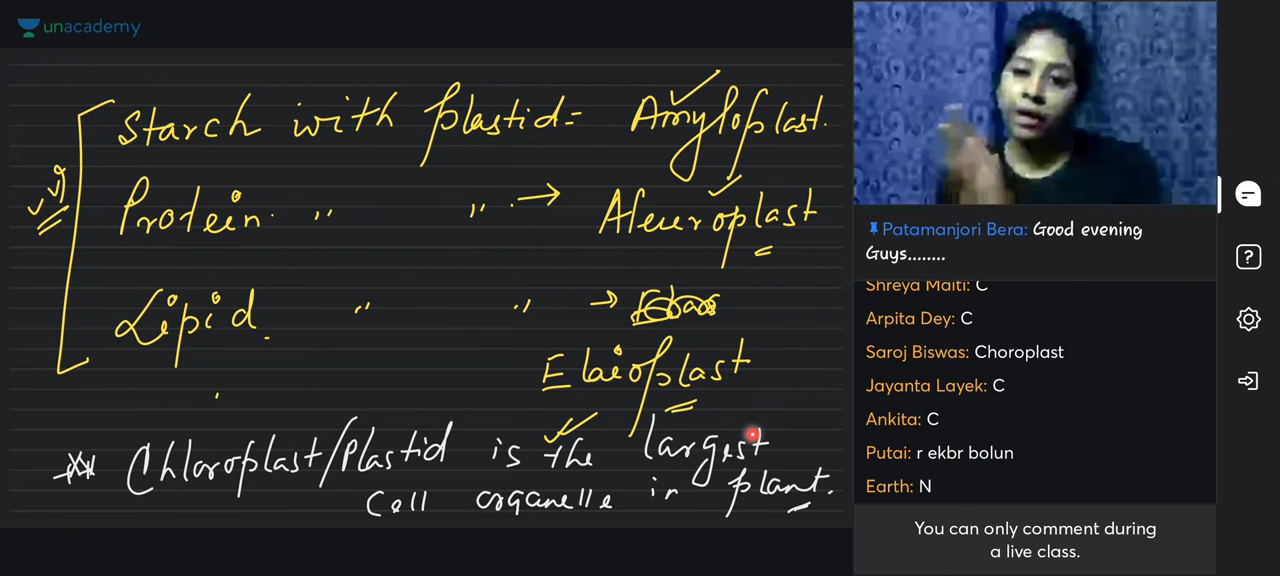 unacademy
Starch with plastid = Amyloplast.
Protein. " " . → Aleuroplast
Lipid. " " →
Elaioplast
Chloroplast/Plastid is the largest
Cell organelle in plant.
Patamanjori Bera: Good evening
Guys........
Shreya Maiti: C
Arpita Dey: C
Saroj Biswas: Choroplast
Jayanta Layek: C
Ankita: C
Putai: r ekbr bolun
Earth: N
You can only comment during
a live class.